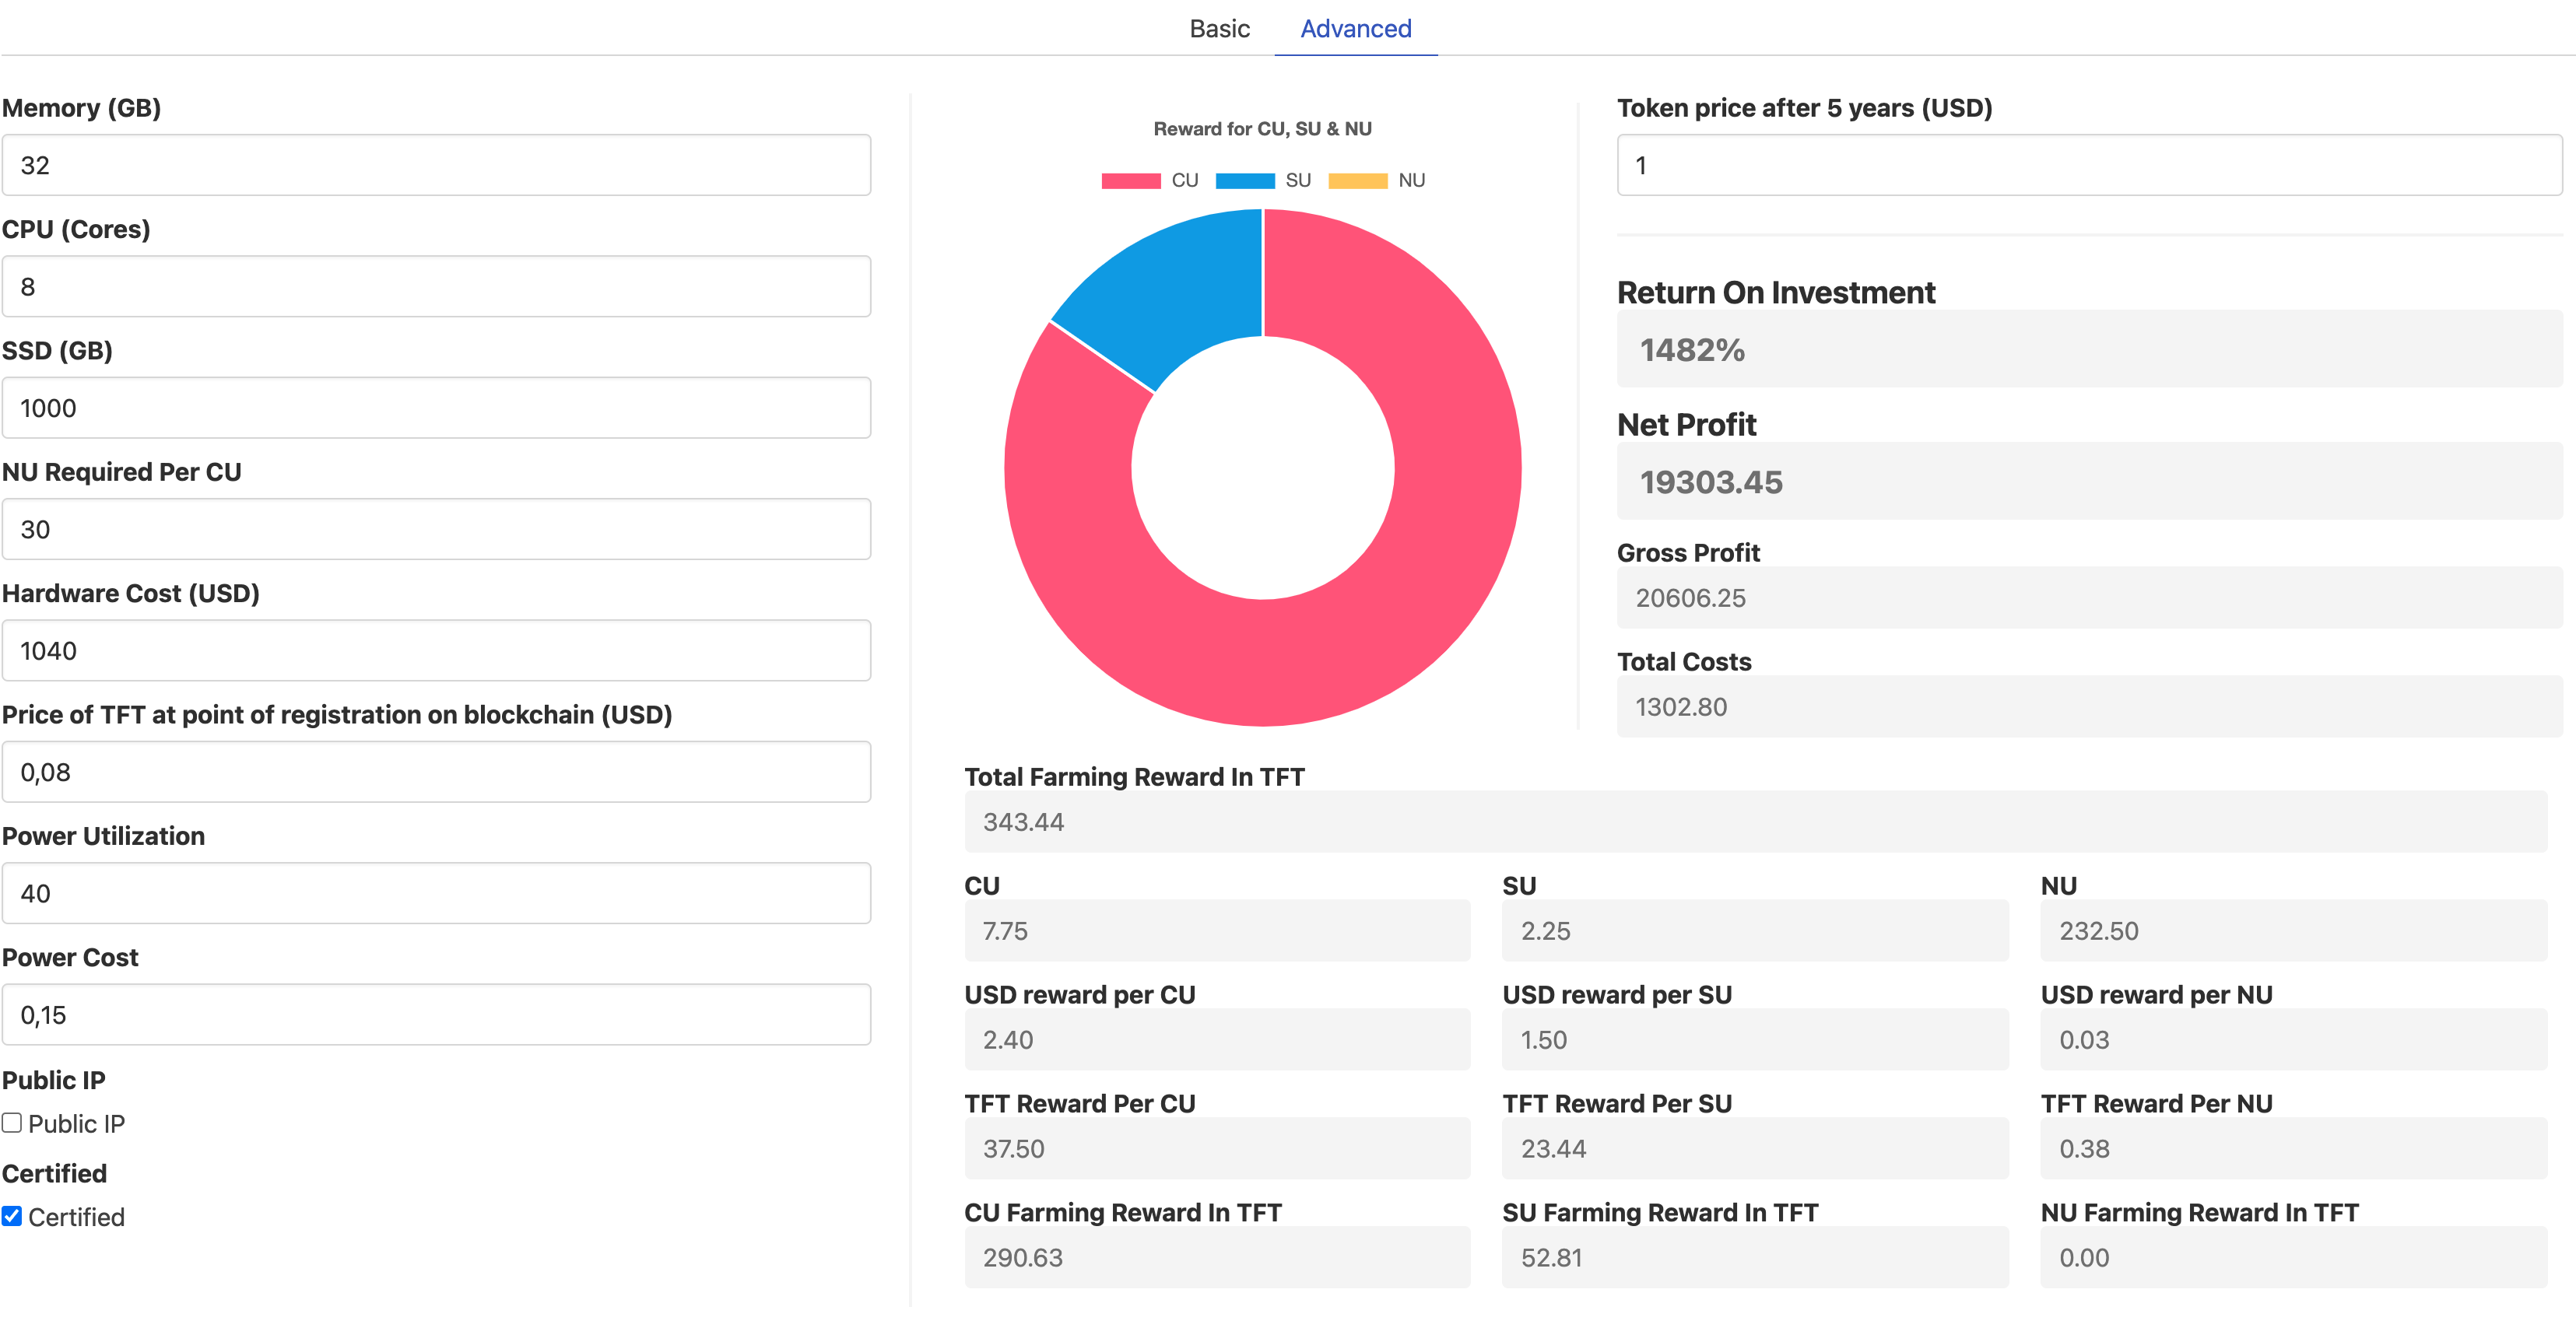 Basic Advanced
Memory (GB)
32
CPU (Cores)
8
SSD (GB)
1000
NU Required Per CU
30
Hardware Cost (USD)
1040
Price of TFT at point of registration on blockchain (USD)
0,08
Power Utilization
40
Power Cost
0,15
Public IP
Public IP
Certified
Certified
Reward for CU, SU & NU
CU SU NU
Token price after 5 years (USD)
1
Return On Investment
1482%
Net Profit
19303.45
Gross Profit
20606.25
Total Costs
1302.80
Total Farming Reward In TFT
343.44
CU SU NU
7.75 2.25 232.50
USD reward per CU USD reward per SU USD reward per NU
2.40 1.50 0.03
TFT Reward Per CU TFT Reward Per SU TFT Reward Per NU
37.50 23.44 0.38
CU Farming Reward In TFT SU Farming Reward In TFT NU Farming Reward In TFT
290.63 52.81 0.00